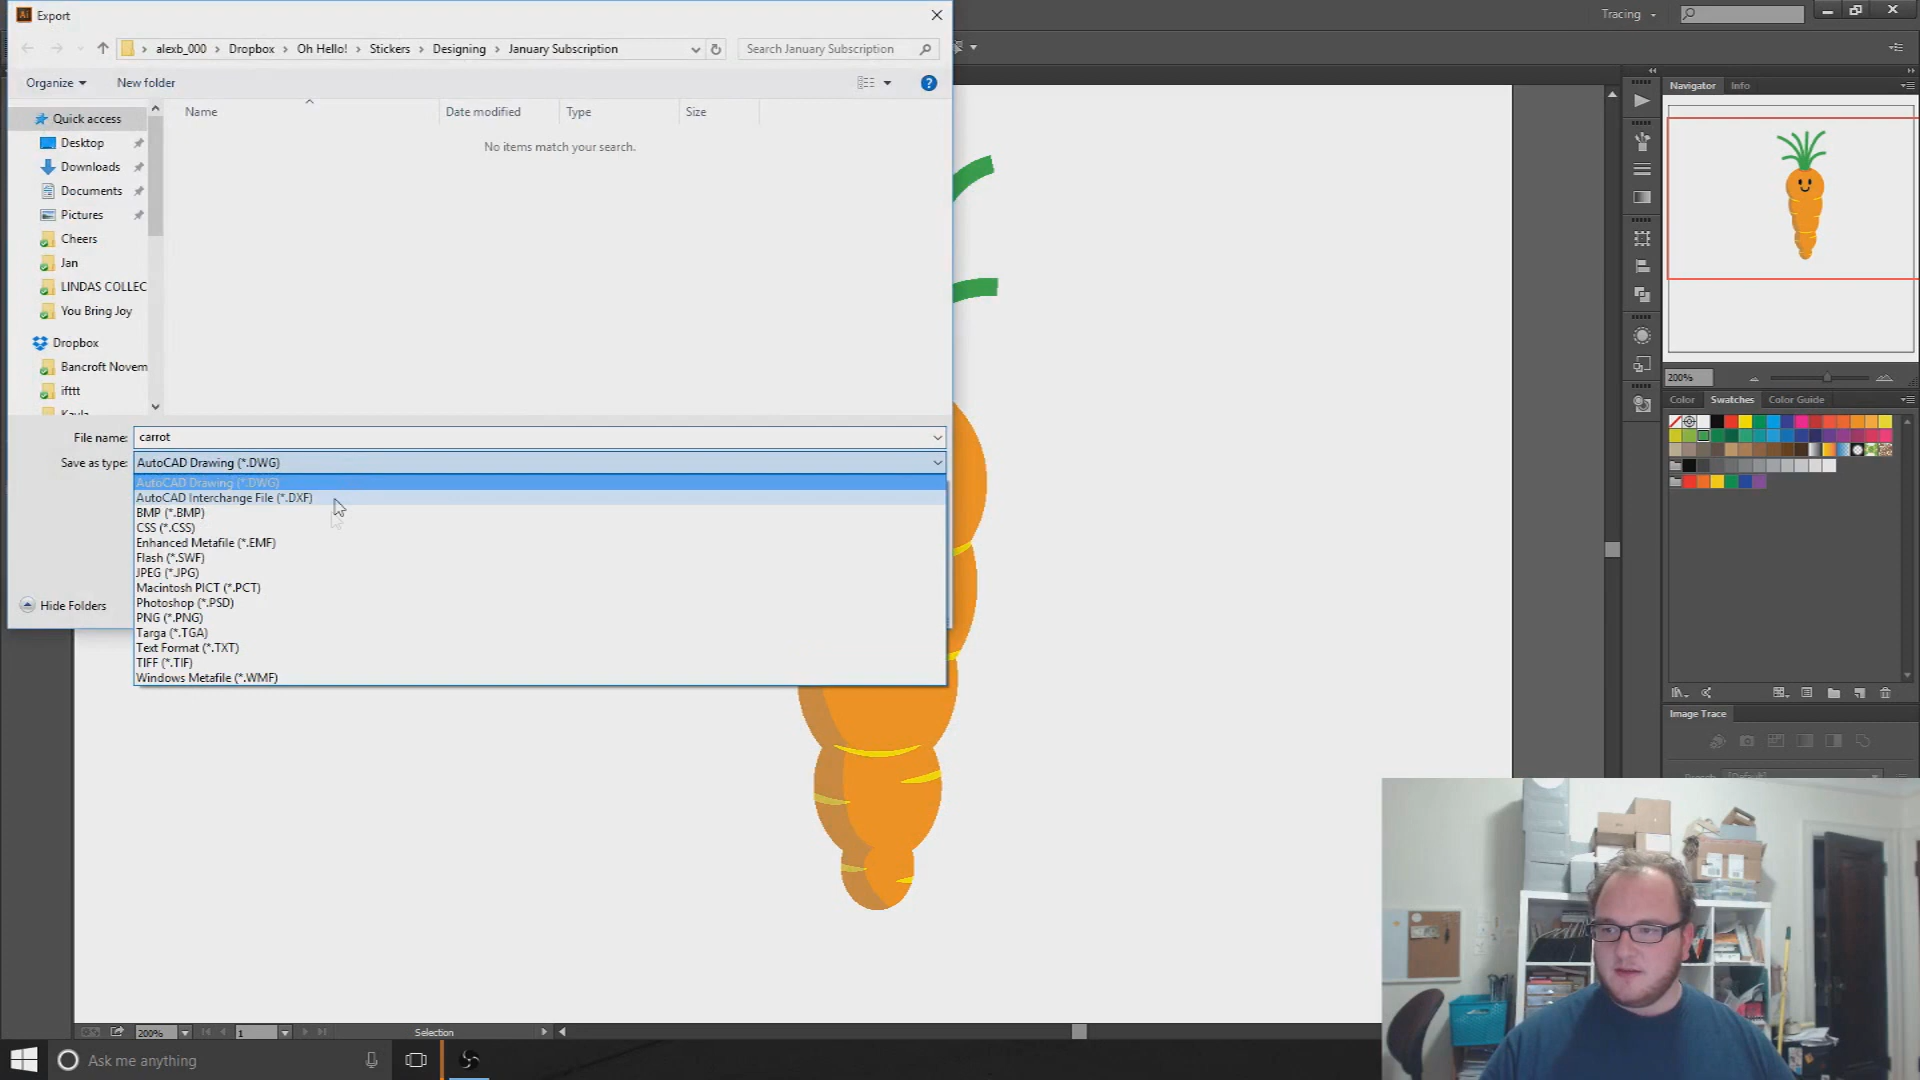 Ai Export
Tracing
alexb_000 > Dropbox > Oh Hello! > Stickers > Designing > January Subscription
Search January Subscription
Organize
New folder
?
Navigator
Info
Name
Date modified
Type
Size
Quick access
No items match your search.
Desktop
Downloads
Documents
Pictures
Cheers
Jan
LINDAS COLLEC
You Bring Joy
Dropbox
Bancroft Novem
ifttt
Kayla
200%
Color
Swatches
Color Guide
File name: carrot
Save as type: AutoCAD Drawing (*.DWG)
AutoCAD Drawing (*.DWG)
AutoCAD Interchange File (*.DXF)
BMP (*.BMP)
CSS (*.CSS)
Enhanced Metafile (*.EMF)
Flash (*.SWF)
JPEG (*.JPG)
Macintosh PICT (*.PCT)
Photoshop (*.PSD)
PNG (*.PNG)
Targa (*.TGA)
Text Format (*.TXT)
TIFF (*.TIF)
Windows Metafile (*.WMF)
Hide Folders
Image Trace
200%
1
Selection
Ask me anything